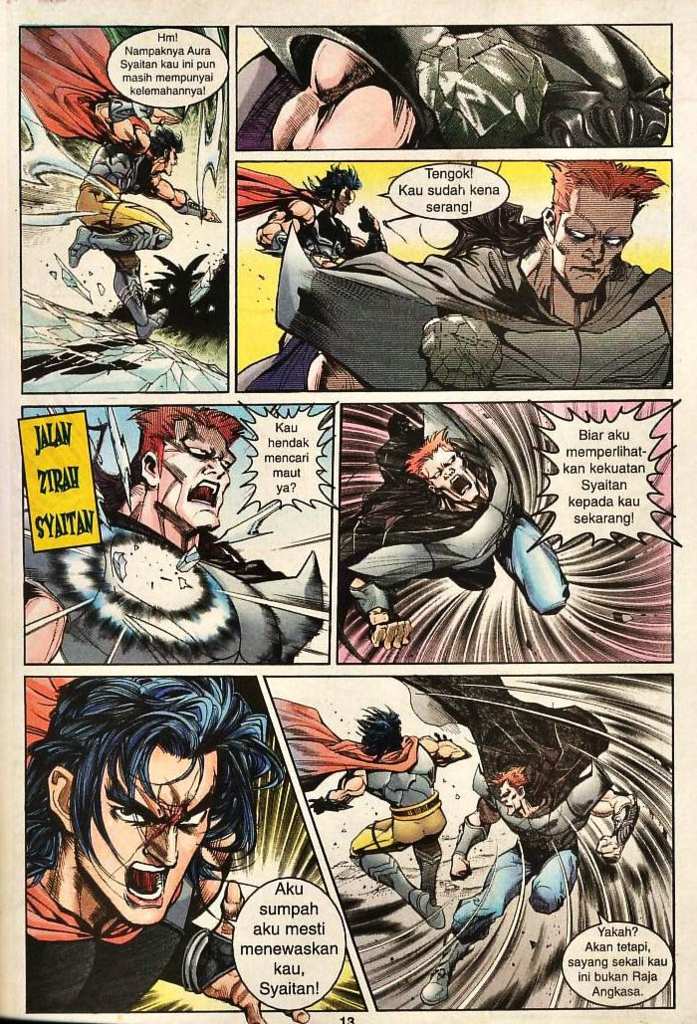 Hm!
Nampaknya Aura
Syaitan kau ini pun
masih mempunyai
kelemahannya!
Tengok!
Kau sudah kena
serang!
JALAN
ZIRAH
SYAITAN
Kau
hendak
mencari
maut
ya?
Biar aku
memperlihat-
kan kekuatan
Syaitan
kepada kau
sekarang!
Aku
sumpah
aku mesti
menewaskan
kau,
Syaitan!
Yakah?
Akan tetapi,
sayang sekali kau
ini bukan Raja
Angkasa.
13